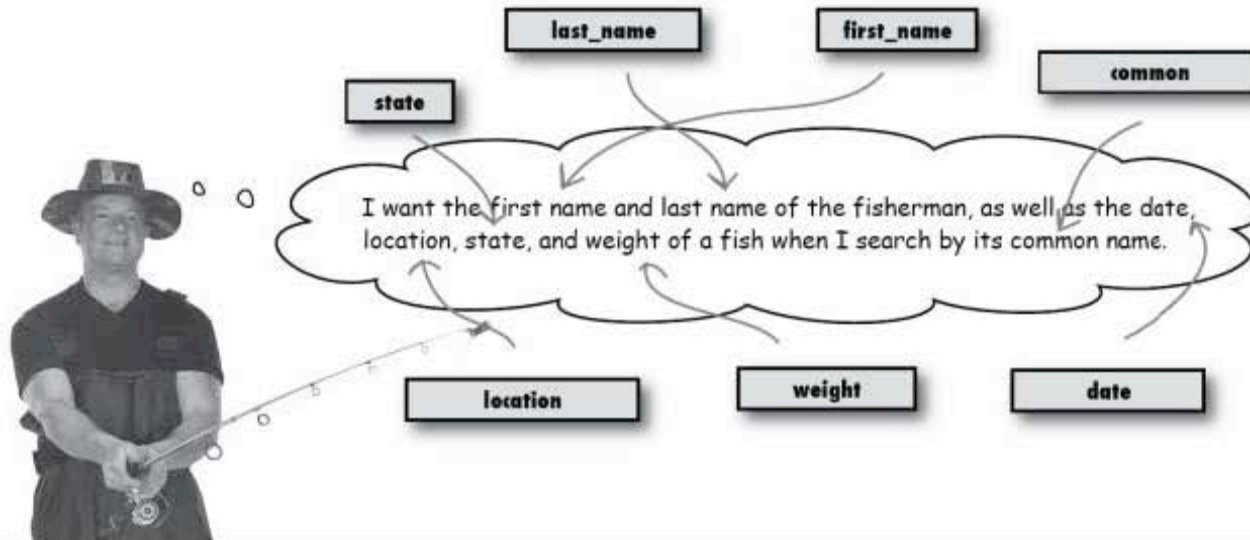 last_name
first_name
common
state
I want the first name and last name of the fisherman, as well as the date,
location, state, and weight of a fish when I search by its common name.
location
weight
date